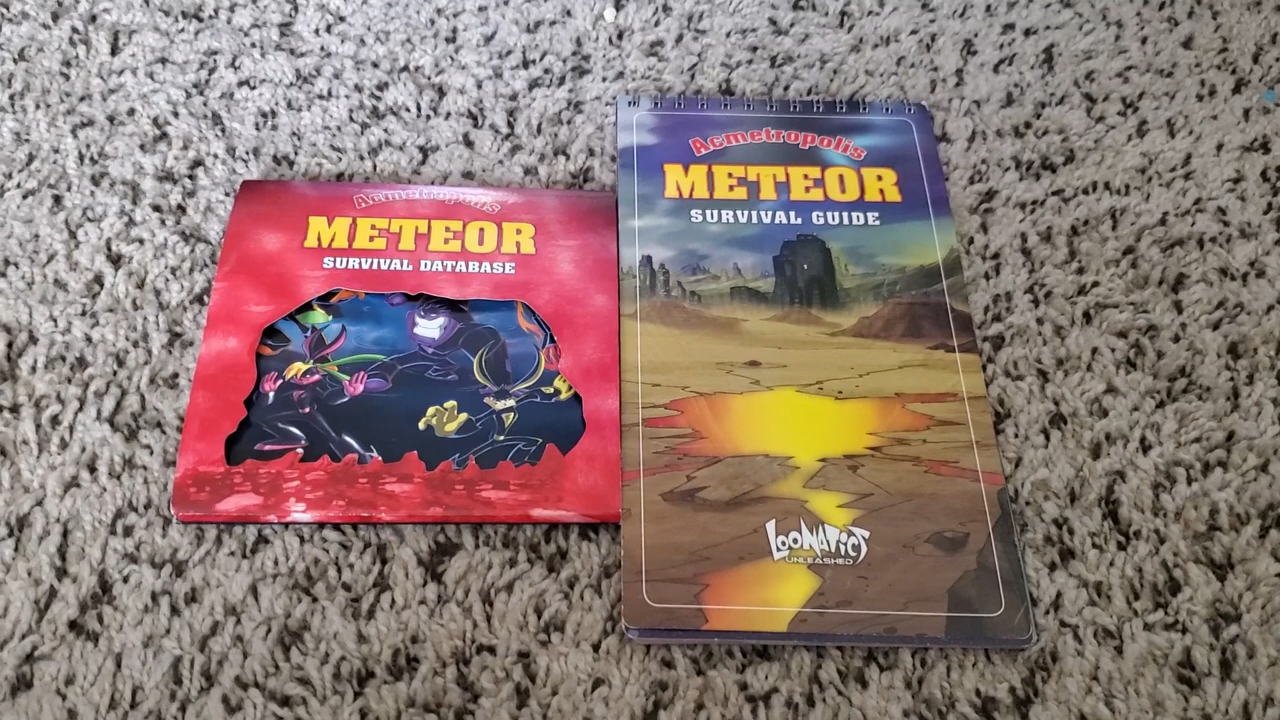 Acmetropolis
METEOR
SURVIVAL DATABASE
Acmetropolis
METEOR
SURVIVAL GUIDE
LOONATICS
UNLEASHED